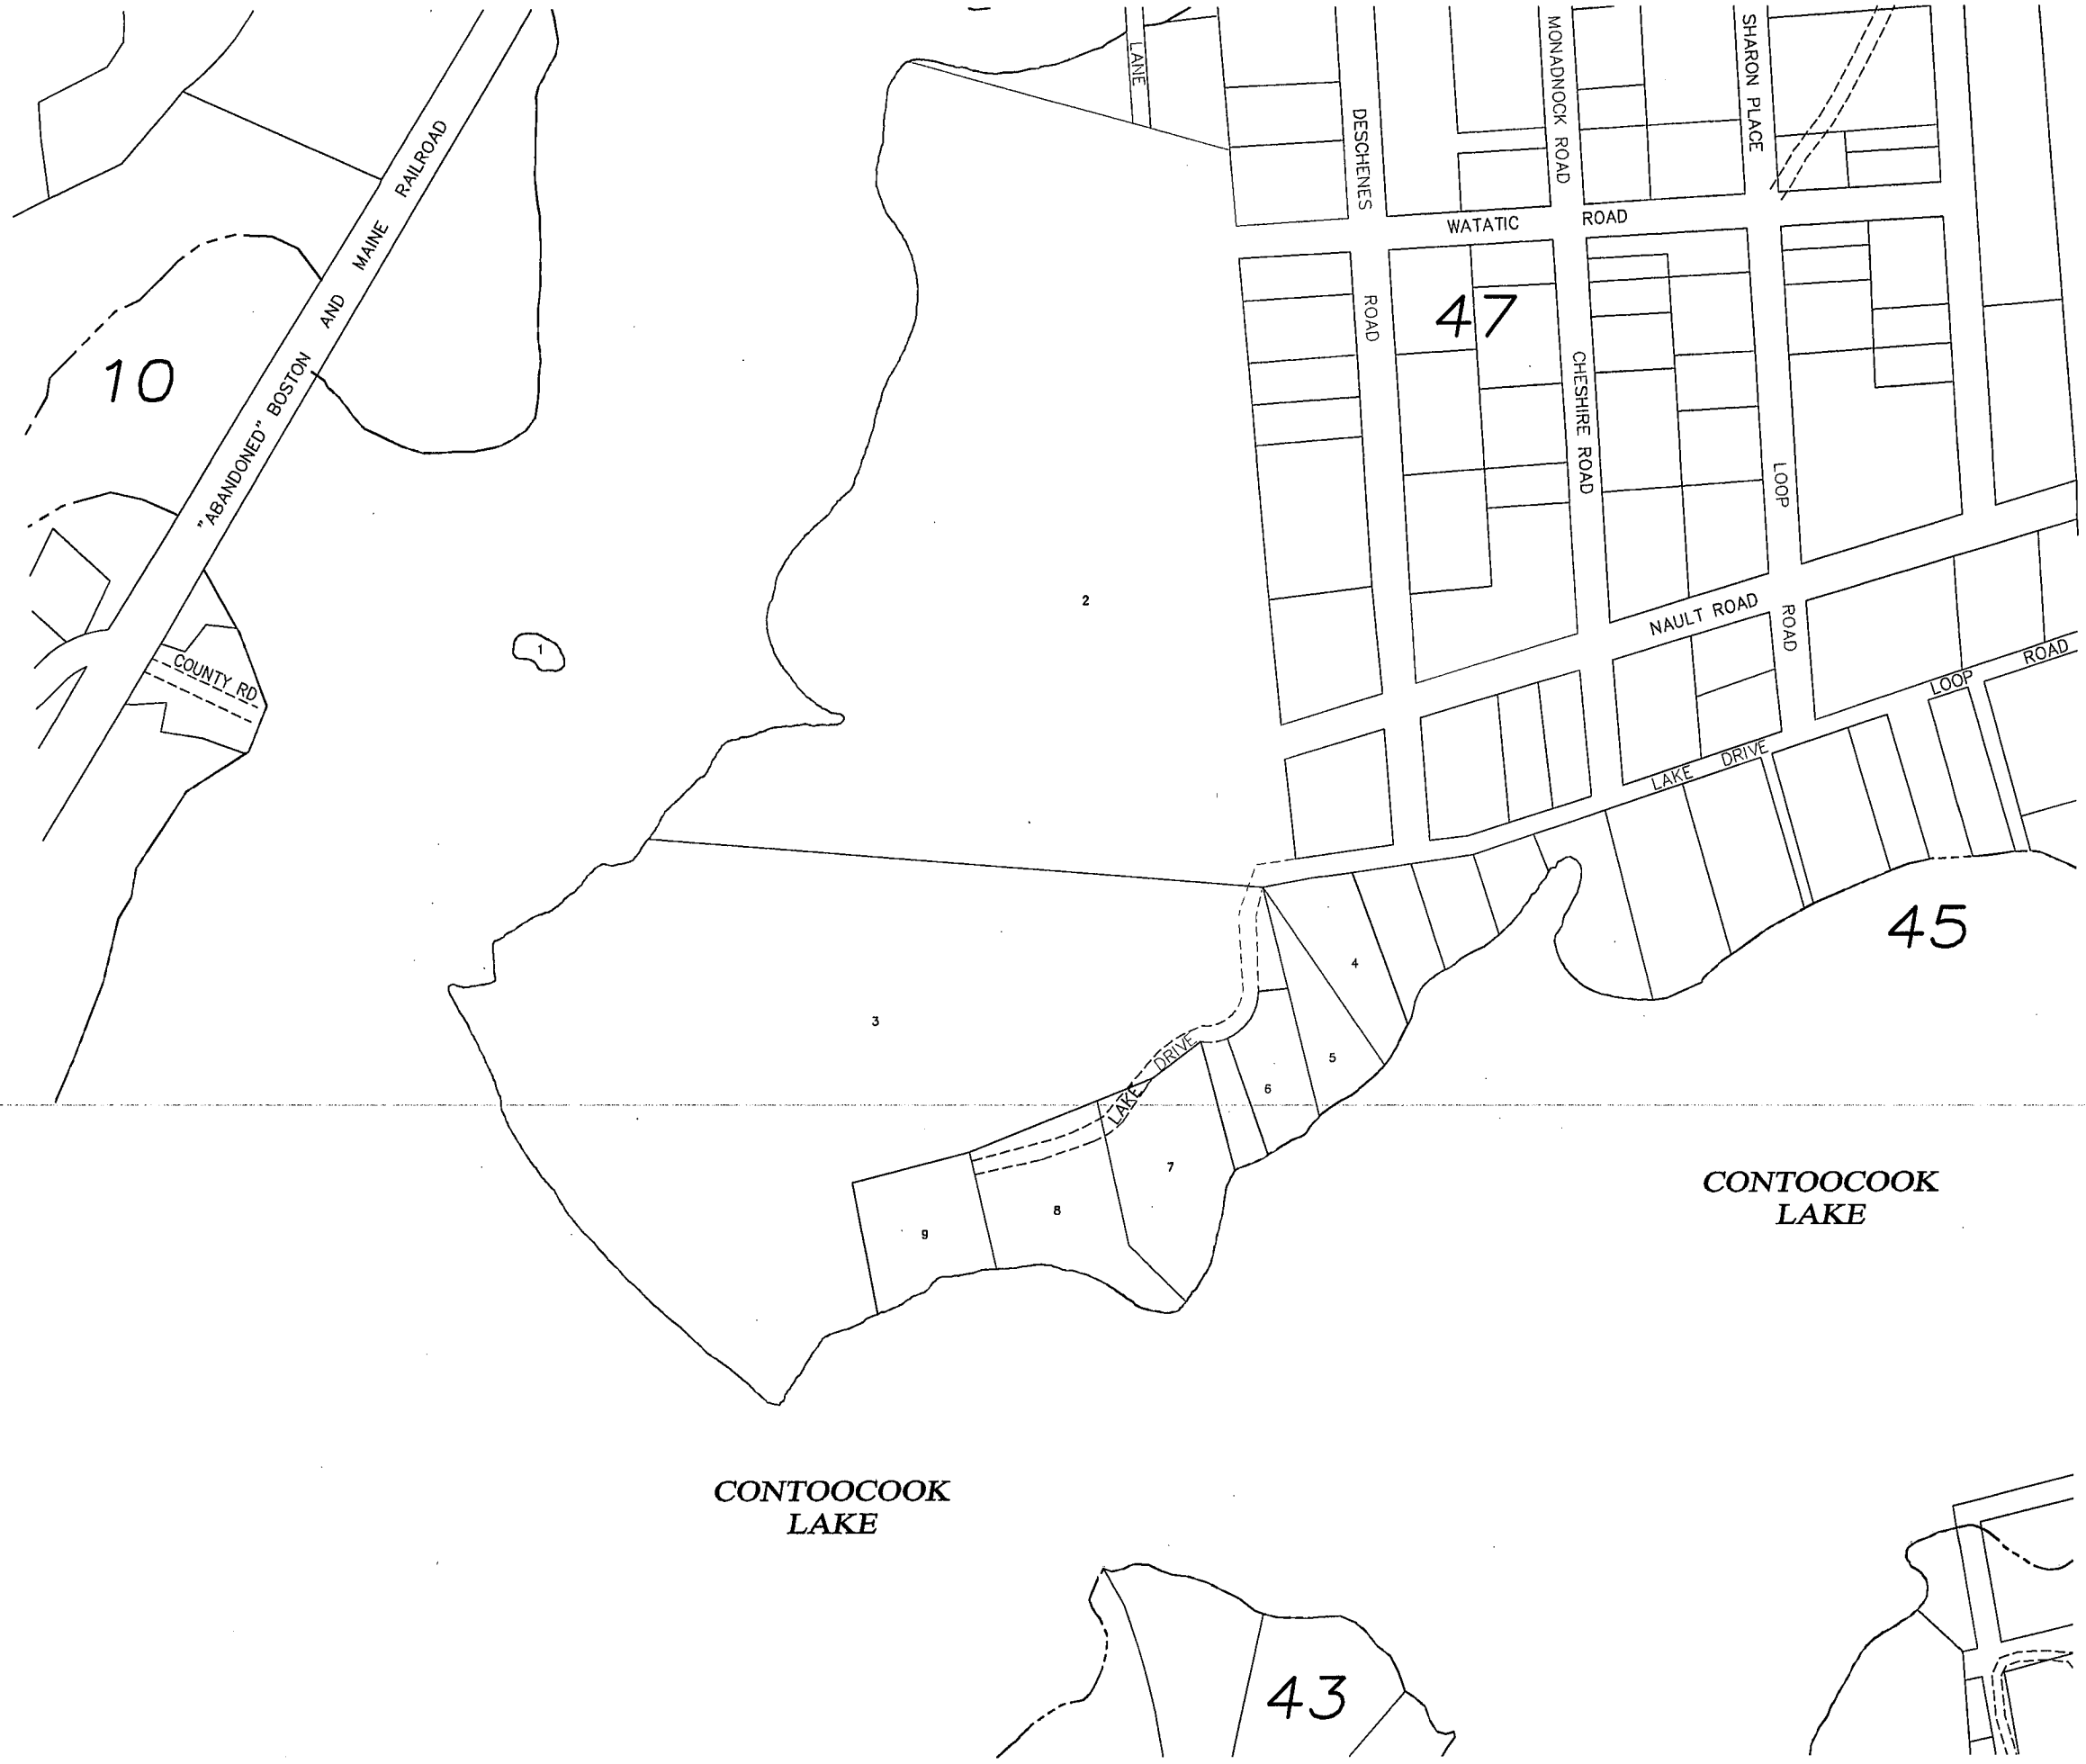 LANE
MONADNOCK ROAD
SHARON PLACE
DESCHENES
ROAD
WATATIC ROAD
"ABANDONED" BOSTON AND MAINE RAILROAD
10
47
CHESHIRE ROAD
LOOP
ROAD
2
NAULT ROAD
1
COUNTY RD
LOOP ROAD
LAKE DRIVE
45
4
3
5
LAKE DRIVE
6
7
8
9
CONTOOCOOK
LAKE
CONTOOCOOK
LAKE
43